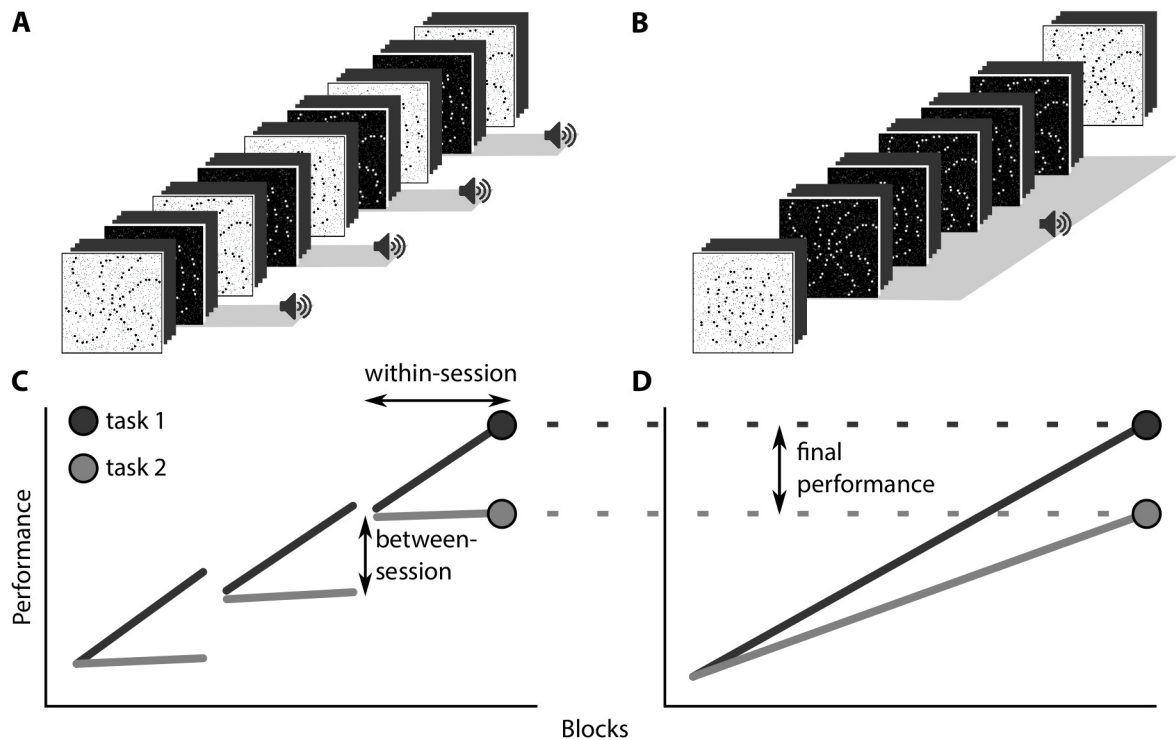 A
B
C
within-session
D
task 1
task 2
final
performance
between-
session
Performance
Blocks